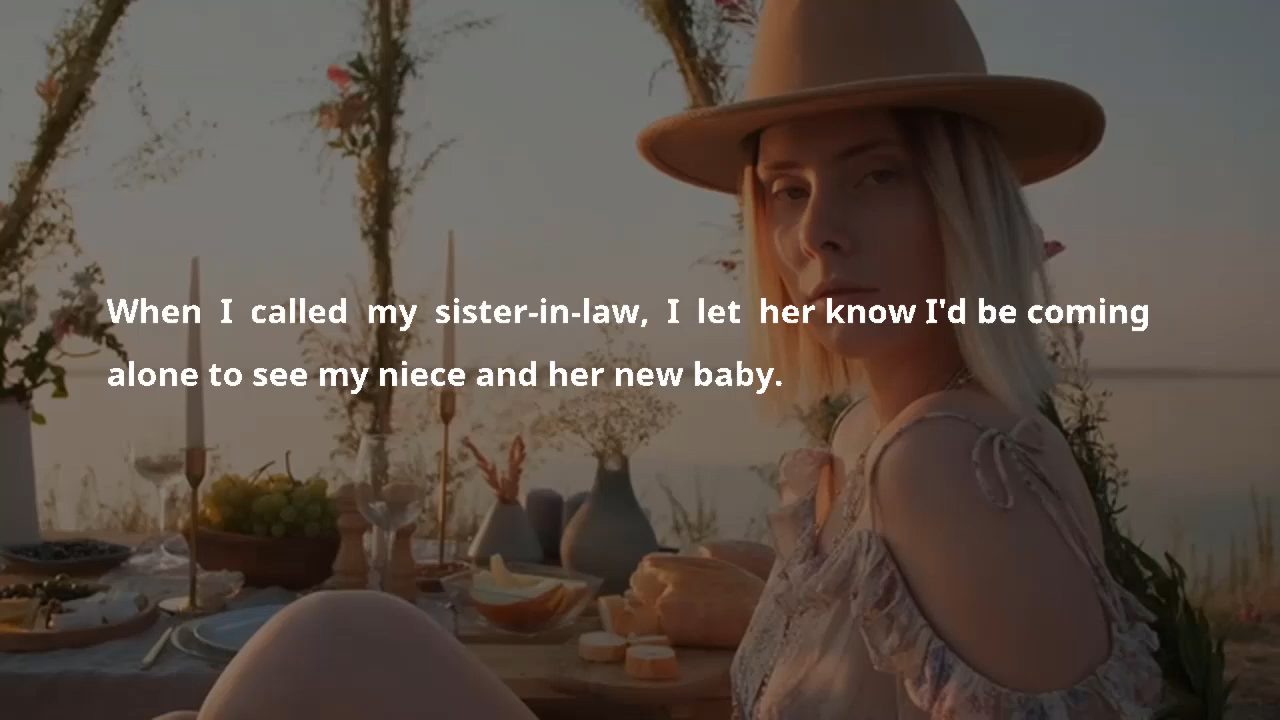 When I called my sister-in-law, I let her know I'd be coming
alone to see my niece and her new baby.